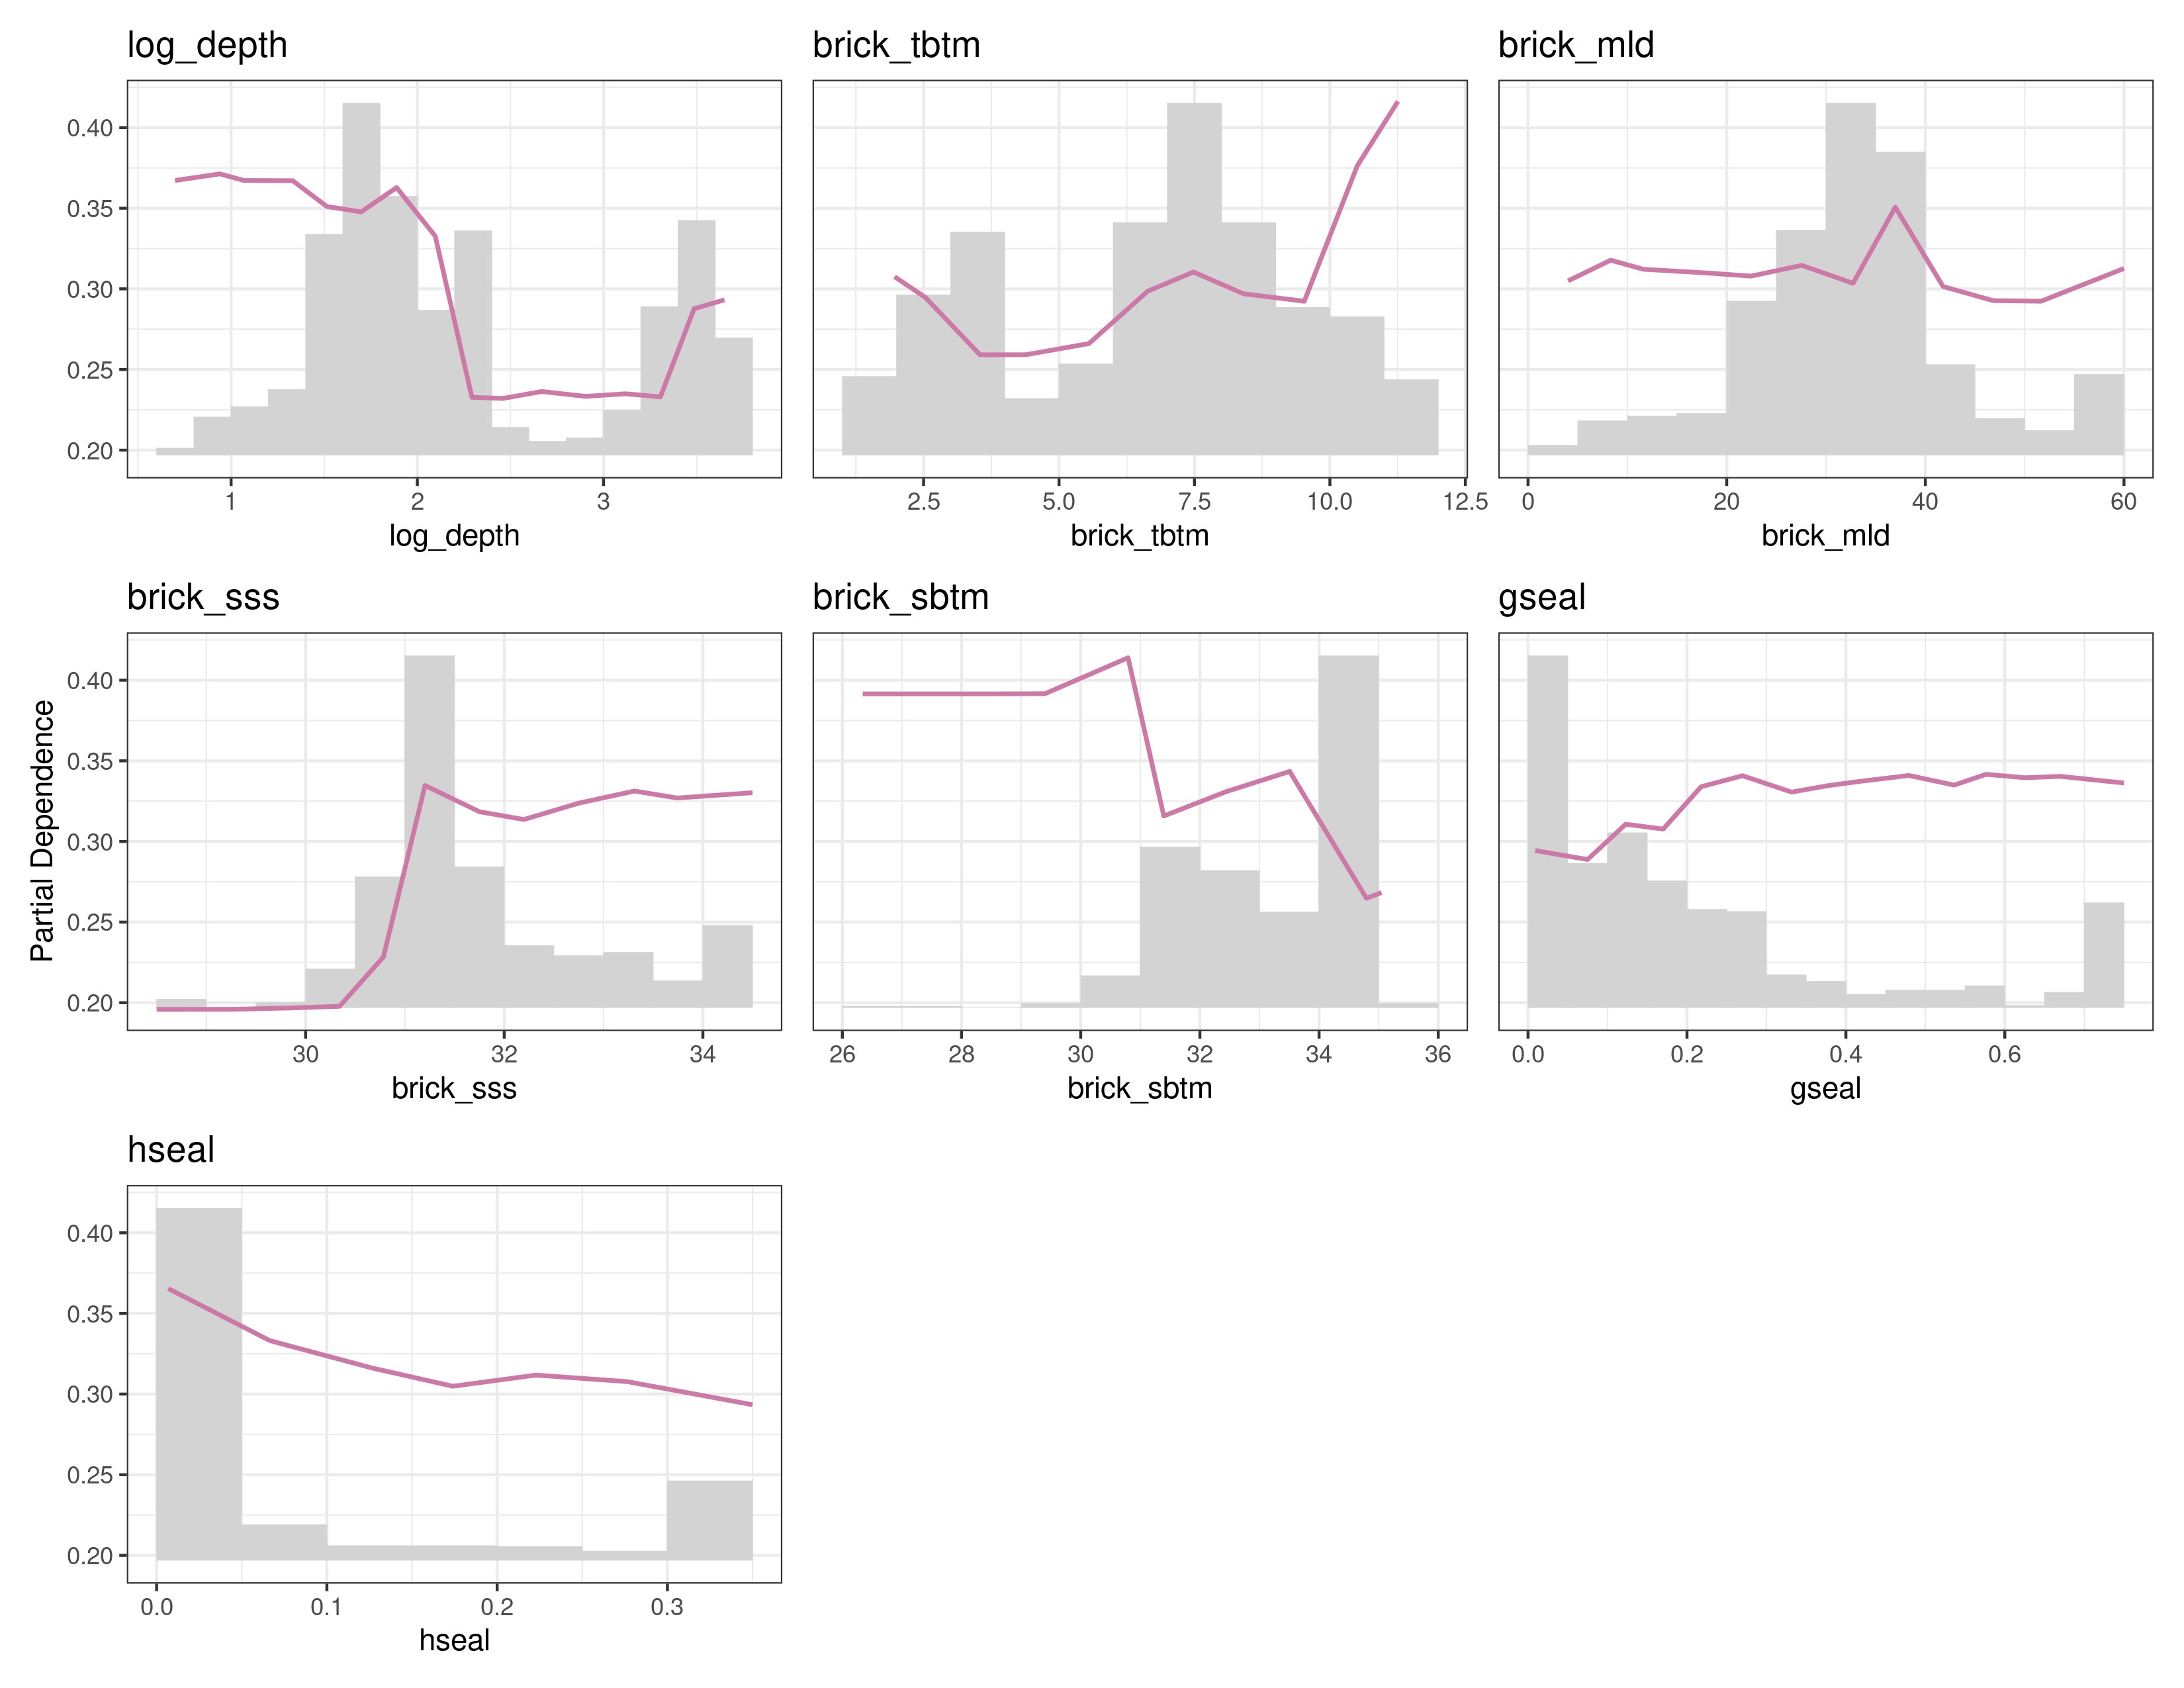 log_depth
brick_tbtm
brick_mld
0.40
0.35
0.30
0.25
0.20
1 2 3
2.5 5.0 7.5 10.0 12.5
0 20 40 60
log_depth
brick_tbtm
brick_mld
brick_sss
brick_sbtm
gseal
Partial Dependence
0.40
0.35
0.30
0.25
0.20
30 32 34
26 28 30 32 34 36
0.0 0.2 0.4 0.6
brick_sss
brick_sbtm
gseal
hseal
0.40
0.35
0.30
0.25
0.20
0.0 0.1 0.2 0.3
hseal